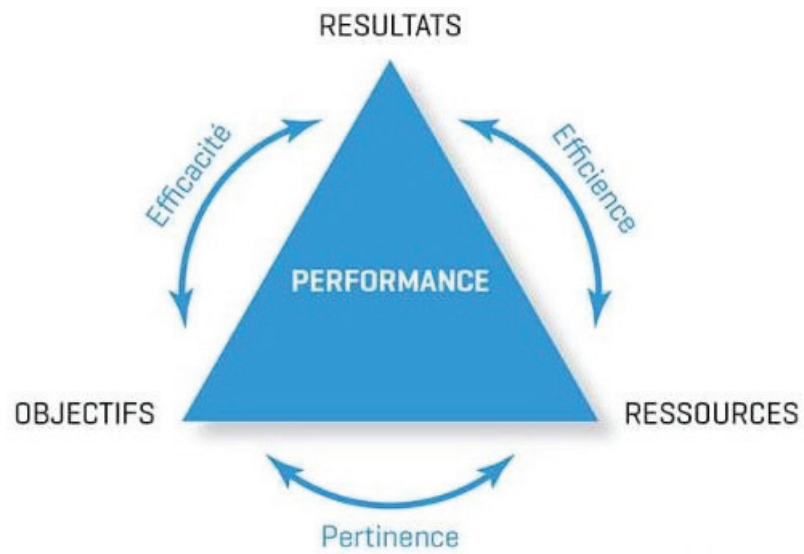 RESULTATS
Efficacité
Efficience
PERFORMANCE
OBJECTIFS
RESSOURCES
Pertinence